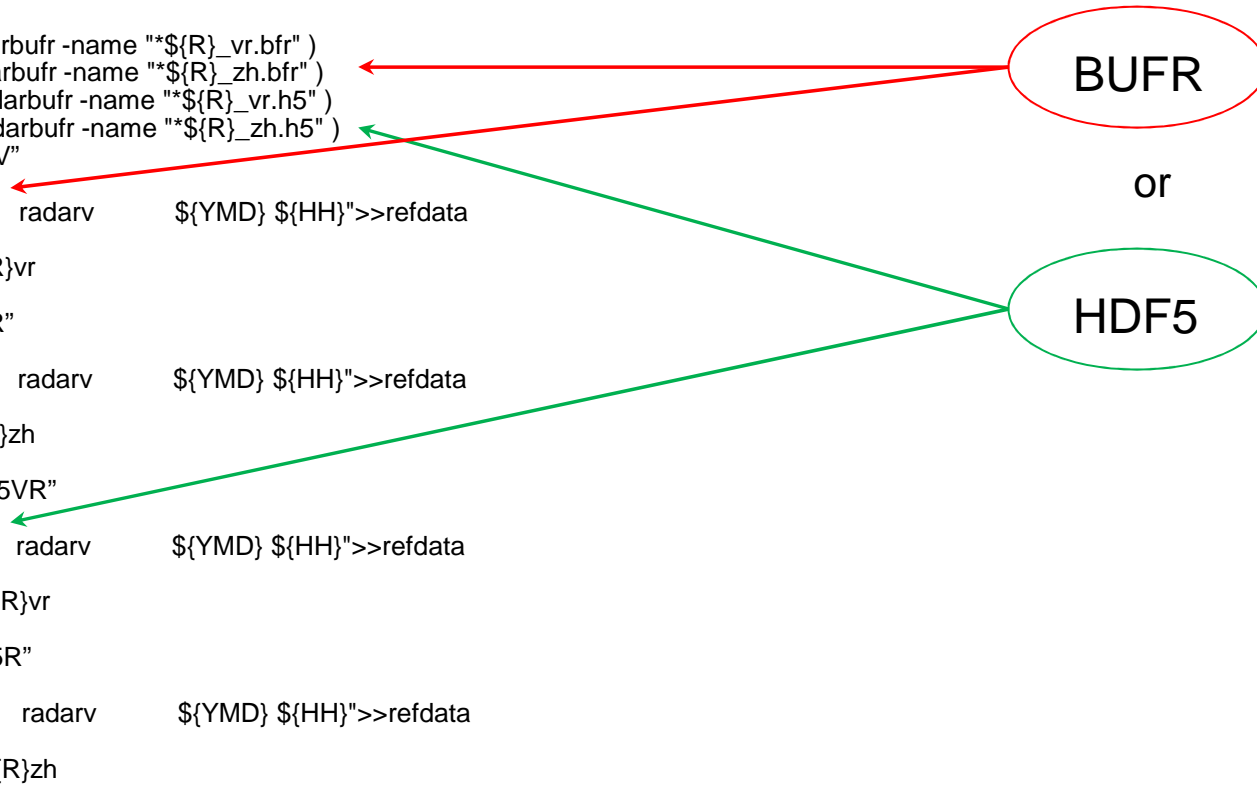 rbufr -name "*${R}_vr.bfr" )
arbufr -name "*${R}_zh.bfr" )
darbufr -name "*${R}_vr.h5" )
darbufr -name "*${R}_zh.h5" )
V”
radarv ${YMD} ${HH}">>refdata
R}vr
R”
radarv ${YMD} ${HH}">>refdata
}zh
5VR”
radarv ${YMD} ${HH}">>refdata
R}vr
5R”
radarv ${YMD} ${HH}">>refdata
{R}zh
BUFR
or
HDF5